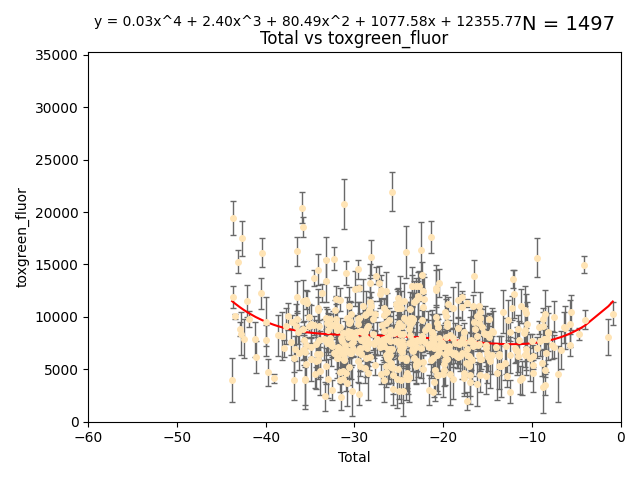 y = 0.03x^4 + 2.40x^3 + 80.49x^2 + 1077.58x + 12355.77
N = 1497
Total vs toxgreen_fluor
35000
30000
25000
20000
15000
10000
5000
0
toxgreen_fluor
−60 −50 −40 −30 −20 −10 0
Total